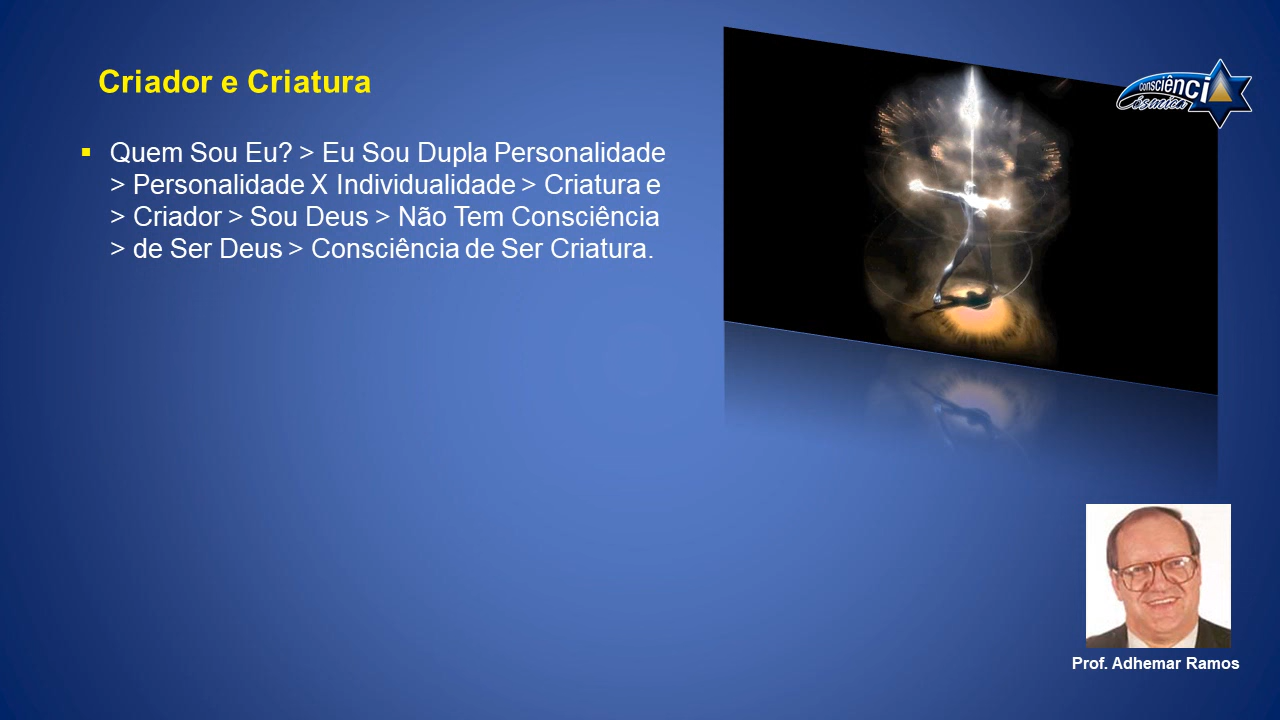 Criador e Criatura
Quem Sou Eu? > Eu Sou Dupla Personalidade
> Personalidade X Individualidade > Criatura e
> Criador > Sou Deus > Não Tem Consciência
> de Ser Deus > Consciência de Ser Criatura.
Consciênci
Prof. Adhemar Ramos